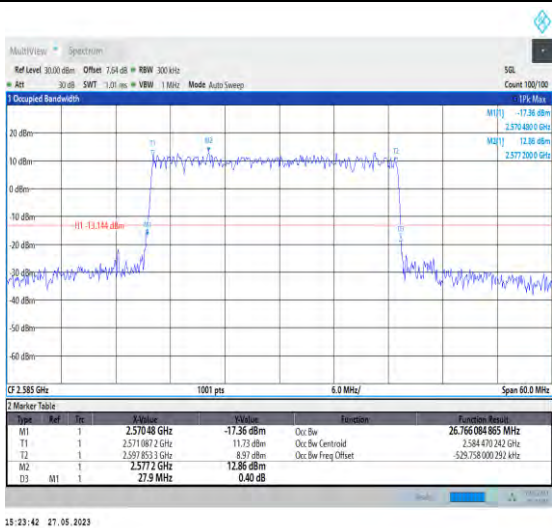 MultiView Spectrum
Ref Level 30.00 dBm Offset 7.64 dB RBW 300 kHz SGL
Att 30 dB SWT 1.01 ms VBW 1 MHz Mode Auto Sweep Count 100/100
1 Occupied Bandwidth 1Pk Max
M1[1] -17.36 dBm
2.570 480 0 GHz
M2[1] 12.86 dBm
2.577 200 0 GHz
20 dBm
T1 M2 T2
10 dBm
0 dBm
-10 dBm
H1 -13.144 dBm
M1 D3
-20 dBm
-30 dBm
-40 dBm
-50 dBm
-60 dBm
CF 2.585 GHz 1001 pts 6.0 MHz/ Span 60.0 MHz
2 Marker Table
Type Ref Trc X-Value Y-Value Function Function Result
M1 1 2.570 48 GHz -17.36 dBm Occ Bw 26.766 084 865 MHz
T1 1 2.571 087 2 GHz 11.73 dBm Occ Bw Centroid 2.584 470 242 GHz
T2 1 2.597 853 3 GHz 8.97 dBm Occ Bw Freq Offset -529.758 000 292 kHz
M2 1 2.577 2 GHz 12.86 dBm
D3 M1 1 27.9 MHz 0.40 dB
Ready
15:23:42 27.05.2023